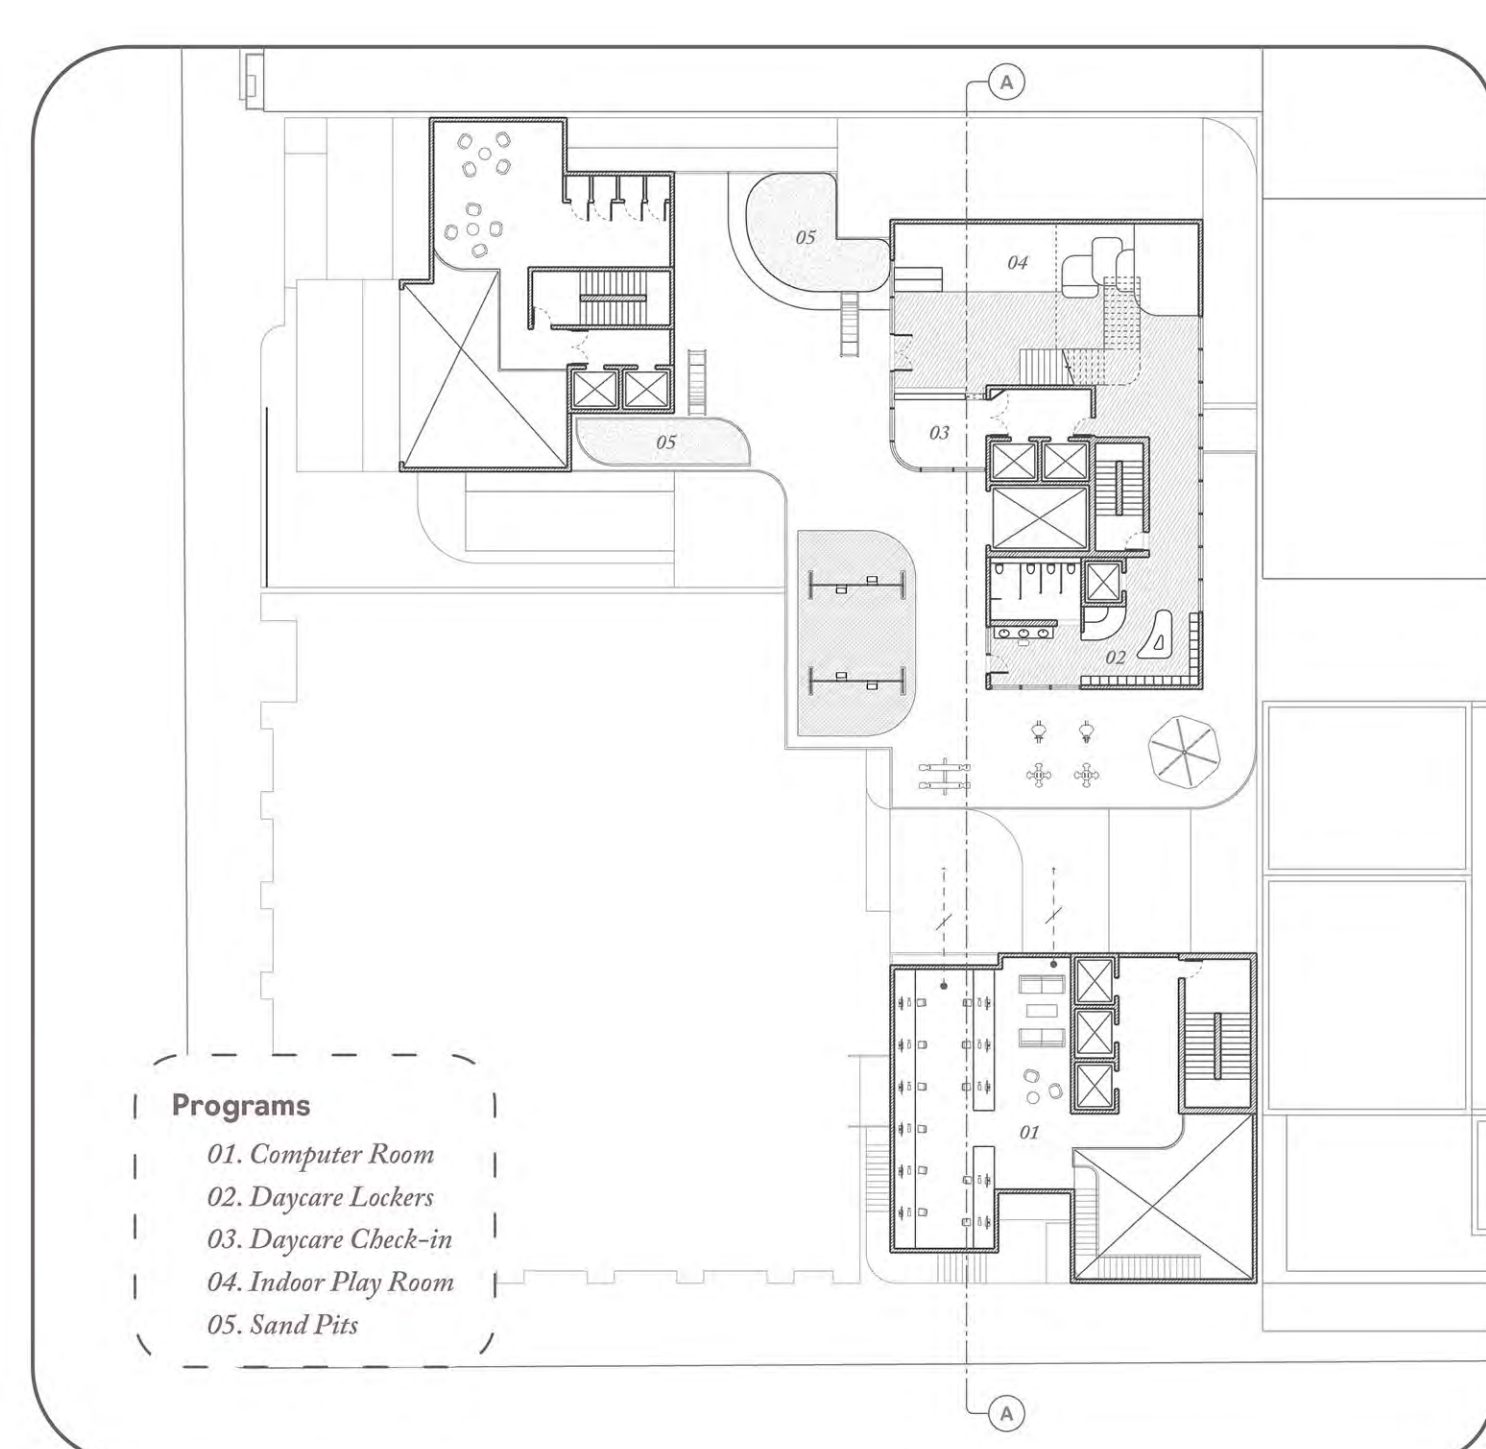 A
05
04
03
05
02
01
Programs
01. Computer Room
02. Daycare Lockers
03. Daycare Check-in
04. Indoor Play Room
05. Sand Pits
A